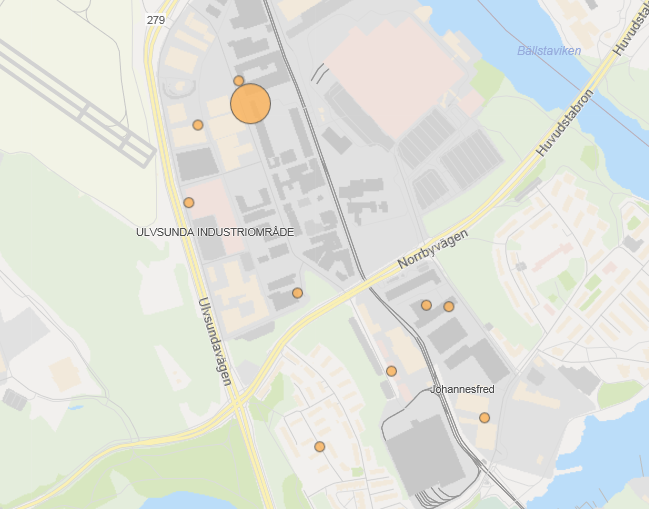 279
Bällstaviken
Huvudsta
Huvudstabron
ULVSUNDA INDUSTRIOMRÅDE
Norrbyvägen
Ulvsundavägen
Johannesfred